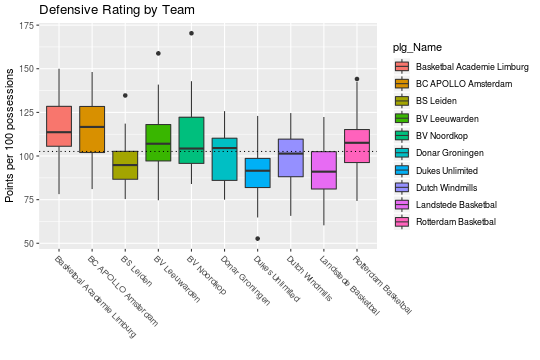 Defensive Rating by Team
Points per 100 possessions
175
150
125
100
75
50
Basketbal Academie Limburg
BC APOLLO Amsterdam
BS Leiden
BV Leeuwarden
BV Noordkop
Donar Groningen
Dukes Unlimited
Dutch Windmills
Landstede Basketbal
Rotterdam Basketbal
plg_Name
Basketbal Academie Limburg
BC APOLLO Amsterdam
BS Leiden
BV Leeuwarden
BV Noordkop
Donar Groningen
Dukes Unlimited
Dutch Windmills
Landstede Basketbal
Rotterdam Basketbal